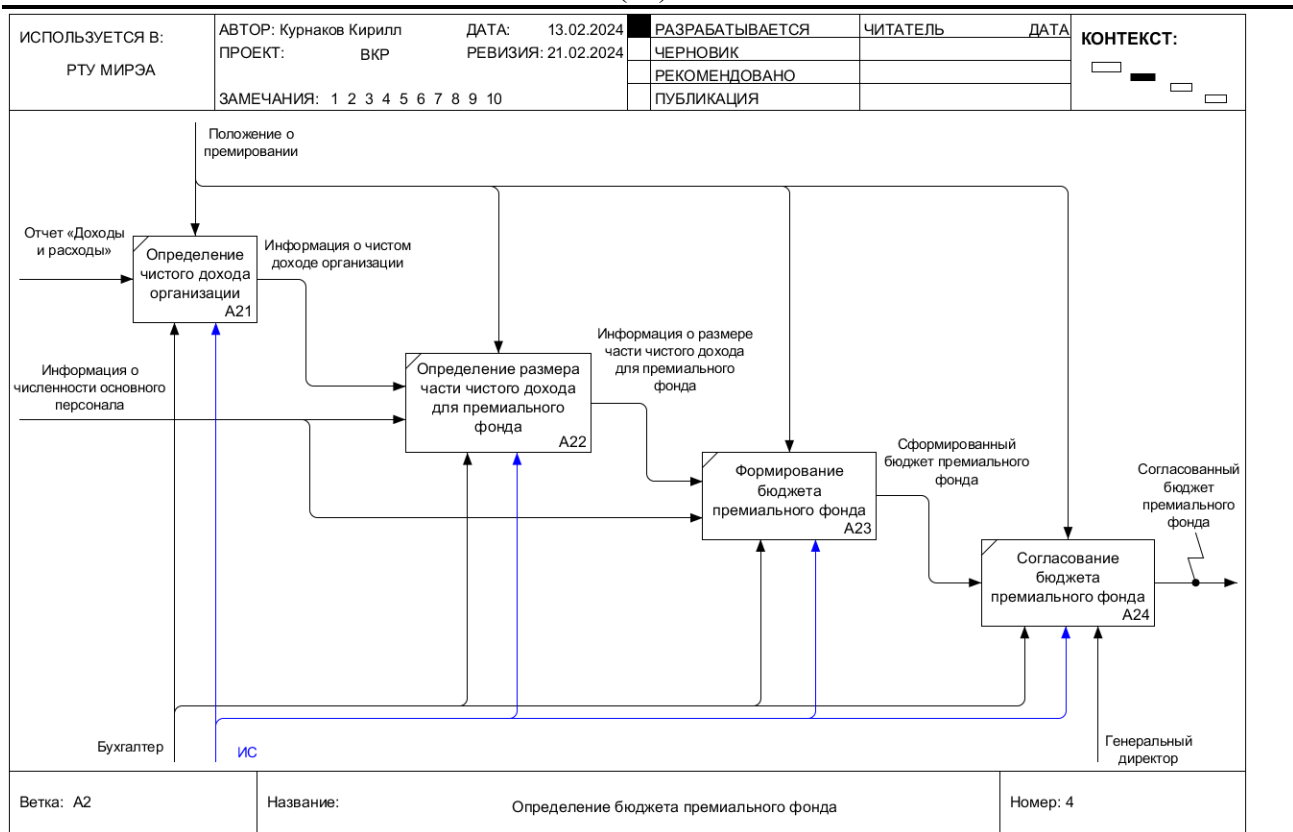 ИСПОЛЬЗУЕТСЯ В:
РТУ МИРЭА
АВТОР: Курнаков Кирилл
ДАТА: 13.02.2024
ПРОЕКТ: ВКР
РЕВИЗИЯ: 21.02.2024
ЗАМЕЧАНИЯ: 1 2 3 4 5 6 7 8 9 10
РАЗРАБАТЫВАЕТСЯ
ЧЕРНОВИК
РЕКОМЕНДОВАНО
ПУБЛИКАЦИЯ
ЧИТАТЕЛЬ
ДАТА
КОНТЕКСТ:
Положение о
премировании
Отчет «Доходы
и расходы»
Определение
чистого дохода
организации
A21
Информация о чистом
доходе организации
Информация о
численности основного
персонала
Определение размера
части чистого дохода
для премиального
фонда
A22
Информация о размере
части чистого дохода
для премиального
фонда
Формирование
бюджета
премиального фонда
A23
Сформированный
бюджет премиального
фонда
Согласование
бюджета
премиального фонда
A24
Согласованный
бюджет
премиального
фонда
Бухгалтер
ИС
Генеральный
директор
Ветка: A2
Название:
Определение бюджета премиального фонда
Номер: 4